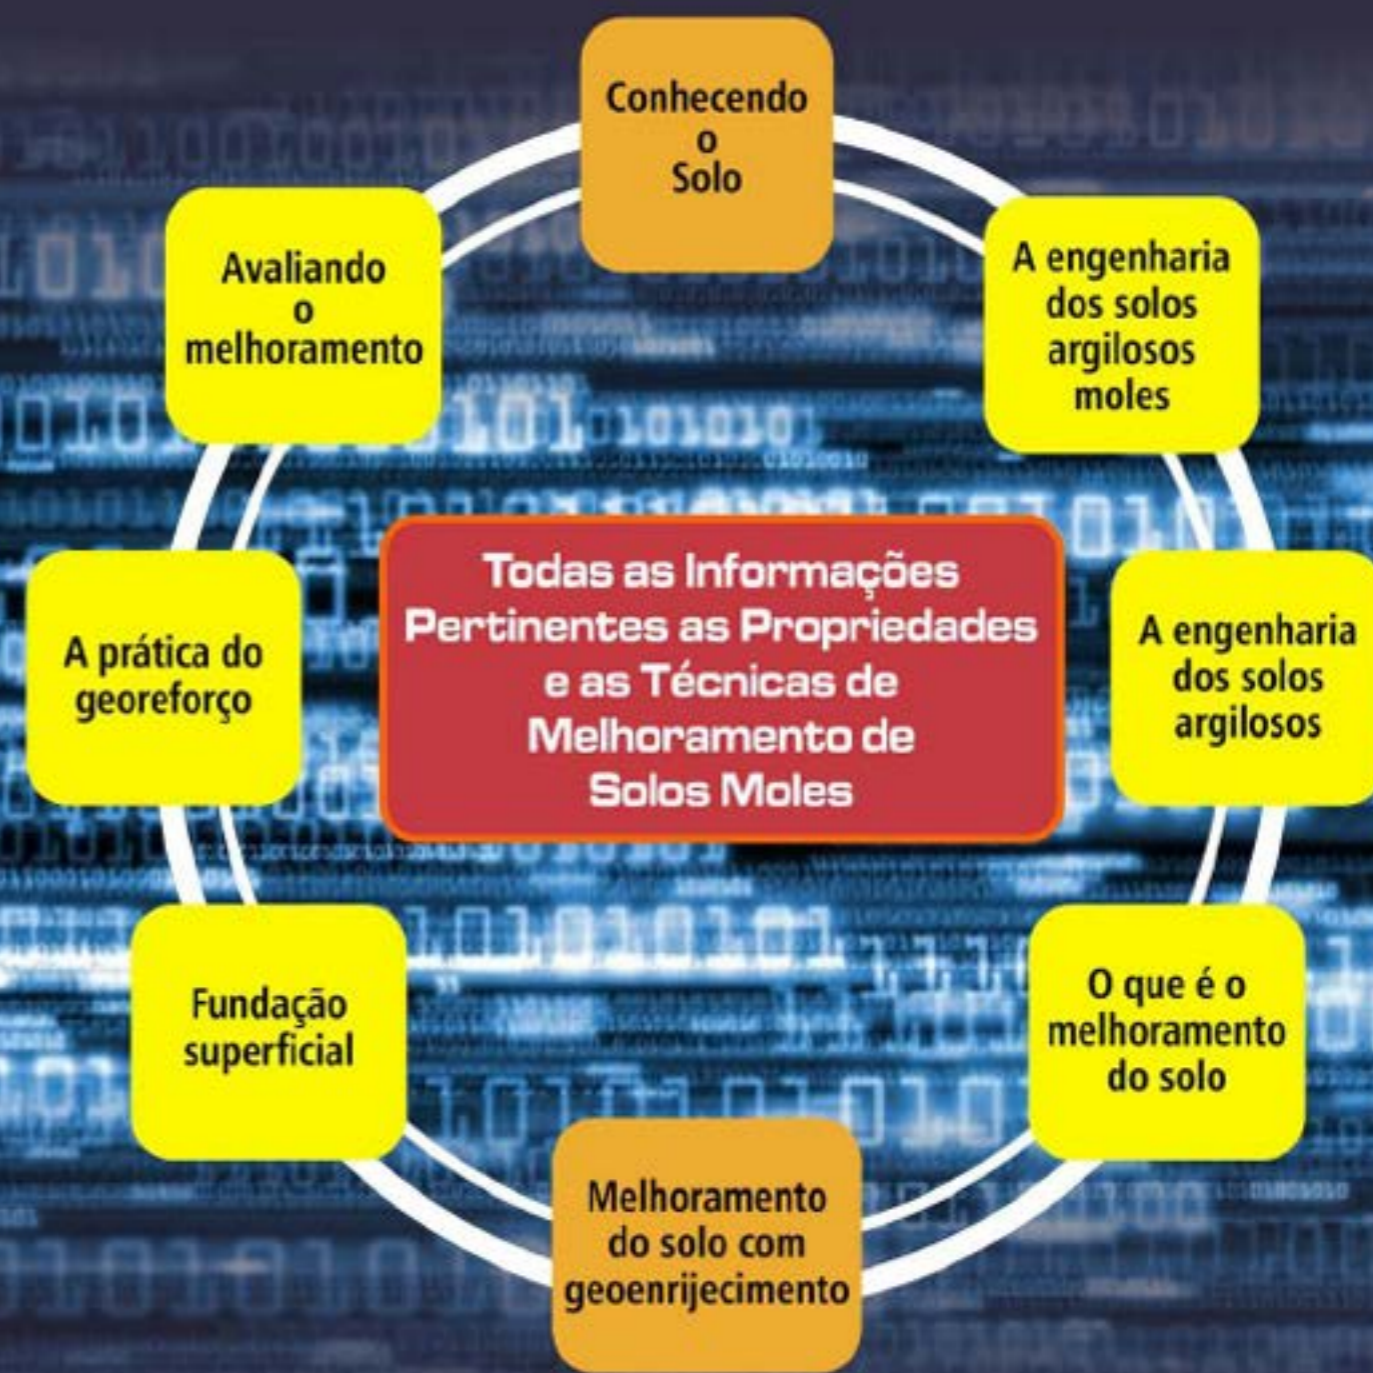 Conhecendo
o
Solo
A engenharia
dos solos
argilosos
moles
A engenharia
dos solos
argilosos
O que é o
melhoramento
do solo
Melhoramento
do solo com
geoenrijecimento
Fundação
superficial
A prática do
georeforço
Avaliando
o
melhoramento
Todas as Informações
Pertinentes as Propriedades
e as Técnicas de
Melhoramento de
Solos Moles